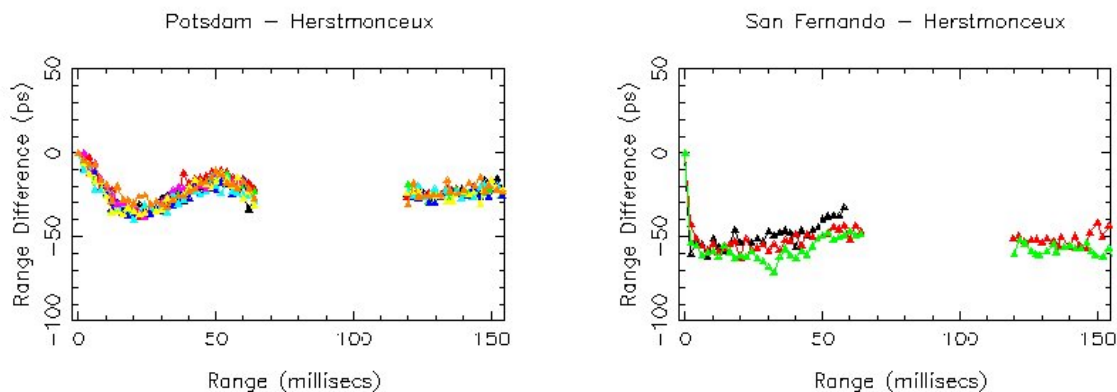 Potsdam – Herstmonceux
Range Difference (ps)
50
0
−50
−100
0
50
100
150
Range (millisecs)
San Fernando – Herstmonceux
Range Difference (ps)
50
0
−50
−100
0
50
100
150
Range (millisecs)